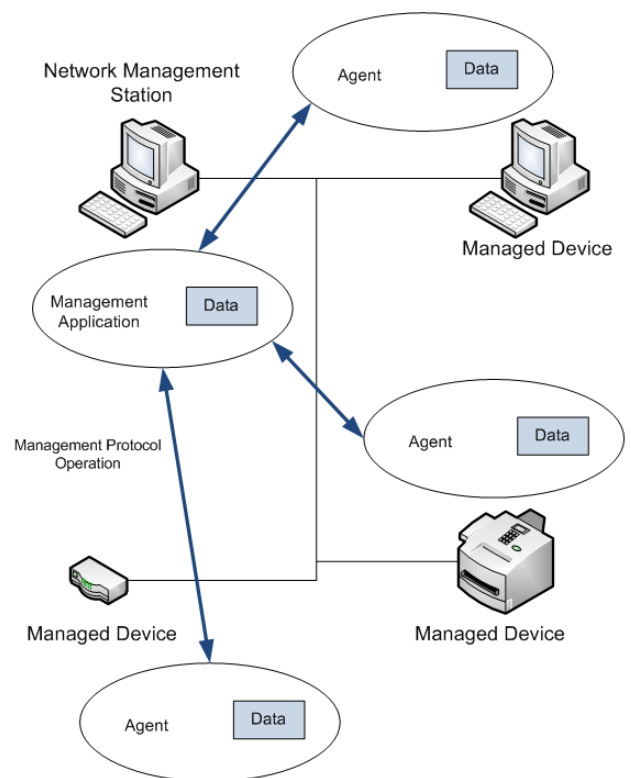 Network Management
Station
Agent
Data
Managed Device
Management
Application
Data
Agent
Data
Management Protocol
Operation
Managed Device
Managed Device
Agent
Data